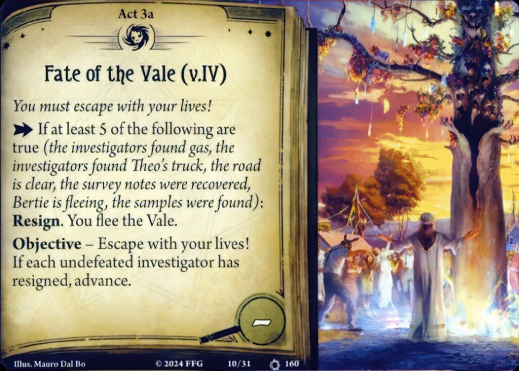 Act 3a
Fate of the Vale (v.IV)
You must escape with your lives!
If at least 5 of the following are
true (the investigators found gas, the
investigators found Theo's truck, the road
is clear, the survey notes were recovered,
Bertie is fleeing, the samples were found):
Resign. You flee the Vale.
Objective – Escape with your lives!
If each undefeated investigator has
resigned, advance.
–
Illus. Mauro Dal Bo © 2024 FFG 10/31 160